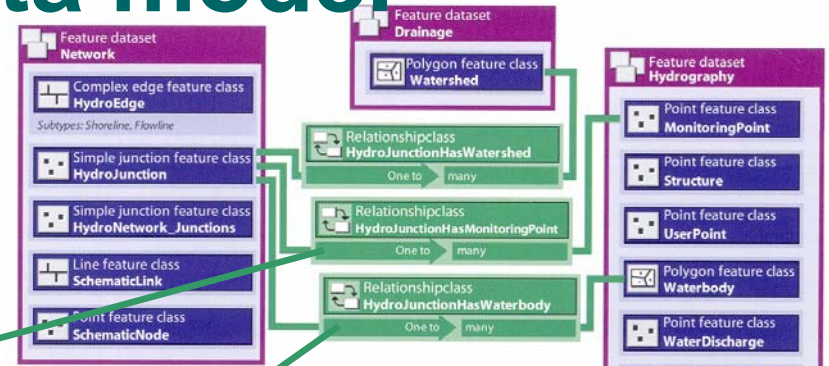 ta model
Feature dataset
Network
Complex edge feature class
HydroEdge
Subtypes: Shoreline, Flowline
Simple junction feature class
HydroJunction
Simple junction feature class
HydroNetwork_Junctions
Line feature class
SchematicLink
Point feature class
SchematicNode
Feature dataset
Drainage
Polygon feature class
Watershed
Relationshipclass
HydroJunctionHasWatershed
One to many
Relationshipclass
HydroJunctionHasMonitoringPoint
One to many
Relationshipclass
HydroJunctionHasWaterbody
One to many
Feature dataset
Hydrography
Point feature class
MonitoringPoint
Point feature class
Structure
Point feature class
UserPoint
Polygon feature class
Waterbody
Point feature class
WaterDischarge